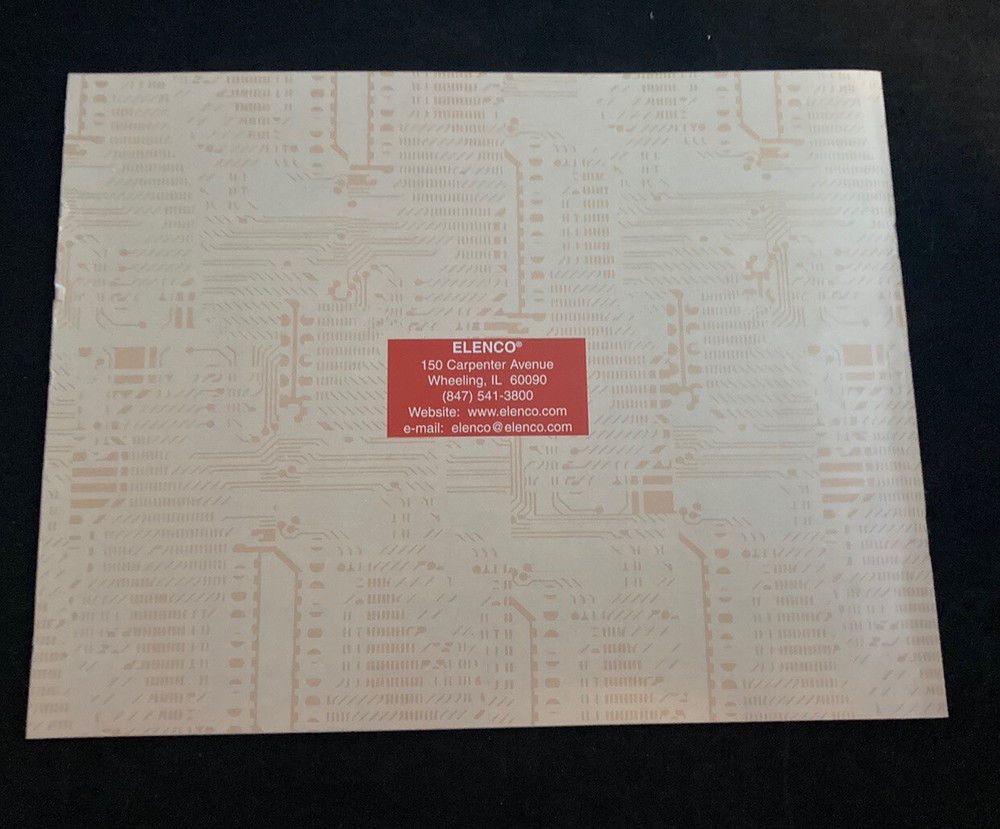 ELENCO®
150 Carpenter Avenue
Wheeling, IL  60090
(847) 541-3800
Website:  www.elenco.com
e-mail:  elenco@elenco.com